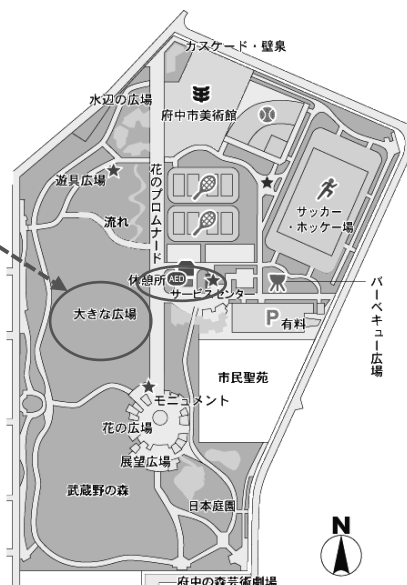 カスケード・壁泉
水辺の広場
府中市美術館
遊具広場
花のプロムナード
流れ
サッカー
・ホッケー場
休憩所
AED
サービスセンター
大きな広場
P 有料
バーベキュー広場
市民聖苑
モニュメント
花の広場
展望広場
武蔵野の森
日本庭園
N
府中の森芸術劇場